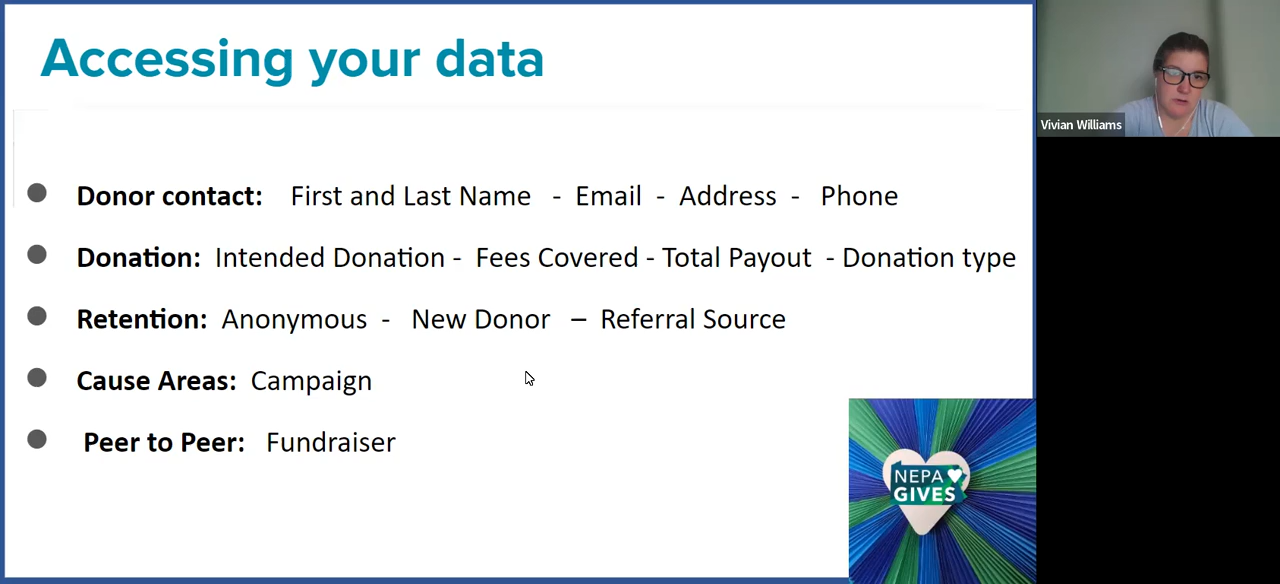 Accessing your data
Vivian Williams
Donor contact: First and Last Name - Email - Address - Phone
Donation: Intended Donation - Fees Covered - Total Payout - Donation type
Retention: Anonymous - New Donor – Referral Source
Cause Areas: Campaign
Peer to Peer: Fundraiser
NEPA
GIVES